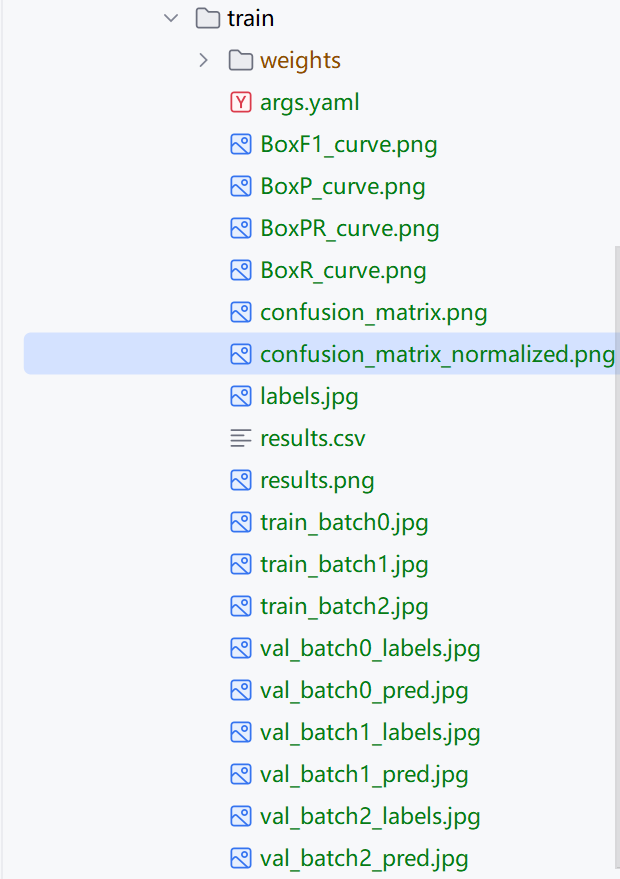 train
weights
args.yaml
BoxF1_curve.png
BoxP_curve.png
BoxPR_curve.png
BoxR_curve.png
confusion_matrix.png
confusion_matrix_normalized.png
labels.jpg
results.csv
results.png
train_batch0.jpg
train_batch1.jpg
train_batch2.jpg
val_batch0_labels.jpg
val_batch0_pred.jpg
val_batch1_labels.jpg
val_batch1_pred.jpg
val_batch2_labels.jpg
val_batch2_pred.jpg